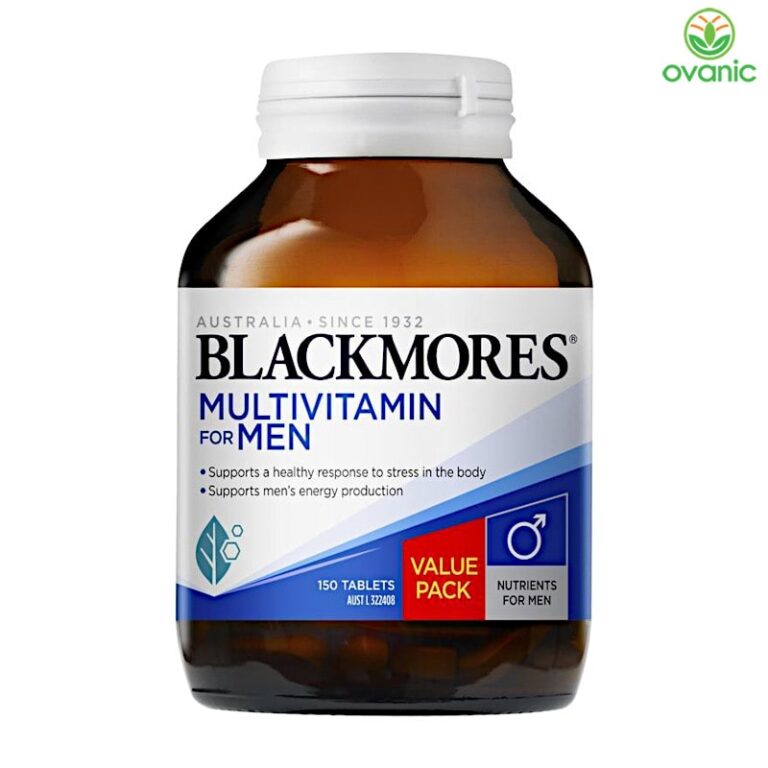 ovanic
AUSTRALIA • SINCE 1932
BLACKMORES®
MULTIVITAMIN
FOR MEN
• Supports a healthy response to stress in the body
• Supports men's energy production
150 TABLETS
AUST L 322408
VALUE
PACK
NUTRIENTS
FOR MEN